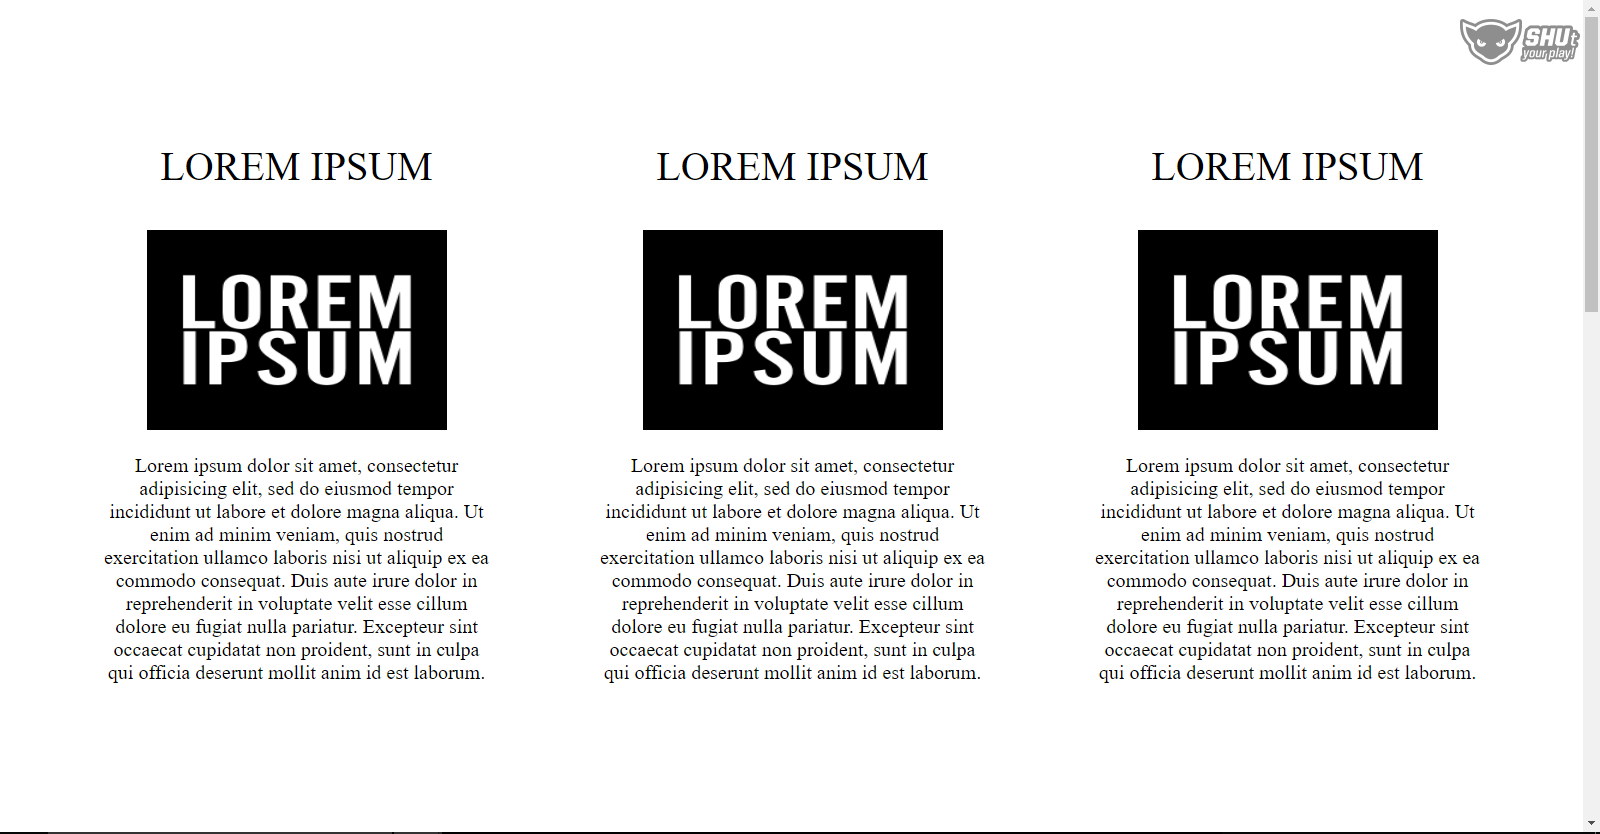 SHUt
your play!
LOREM IPSUM
LOREM
IPSUM
Lorem ipsum dolor sit amet, consectetur
adipisicing elit, sed do eiusmod tempor
incididunt ut labore et dolore magna aliqua. Ut
enim ad minim veniam, quis nostrud
exercitation ullamco laboris nisi ut aliquip ex ea
commodo consequat. Duis aute irure dolor in
reprehenderit in voluptate velit esse cillum
dolore eu fugiat nulla pariatur. Excepteur sint
occaecat cupidatat non proident, sunt in culpa
qui officia deserunt mollit anim id est laborum.
LOREM IPSUM
LOREM
IPSUM
Lorem ipsum dolor sit amet, consectetur
adipisicing elit, sed do eiusmod tempor
incididunt ut labore et dolore magna aliqua. Ut
enim ad minim veniam, quis nostrud
exercitation ullamco laboris nisi ut aliquip ex ea
commodo consequat. Duis aute irure dolor in
reprehenderit in voluptate velit esse cillum
dolore eu fugiat nulla pariatur. Excepteur sint
occaecat cupidatat non proident, sunt in culpa
qui officia deserunt mollit anim id est laborum.
LOREM IPSUM
LOREM
IPSUM
Lorem ipsum dolor sit amet, consectetur
adipisicing elit, sed do eiusmod tempor
incididunt ut labore et dolore magna aliqua. Ut
enim ad minim veniam, quis nostrud
exercitation ullamco laboris nisi ut aliquip ex ea
commodo consequat. Duis aute irure dolor in
reprehenderit in voluptate velit esse cillum
dolore eu fugiat nulla pariatur. Excepteur sint
occaecat cupidatat non proident, sunt in culpa
qui officia deserunt mollit anim id est laborum.